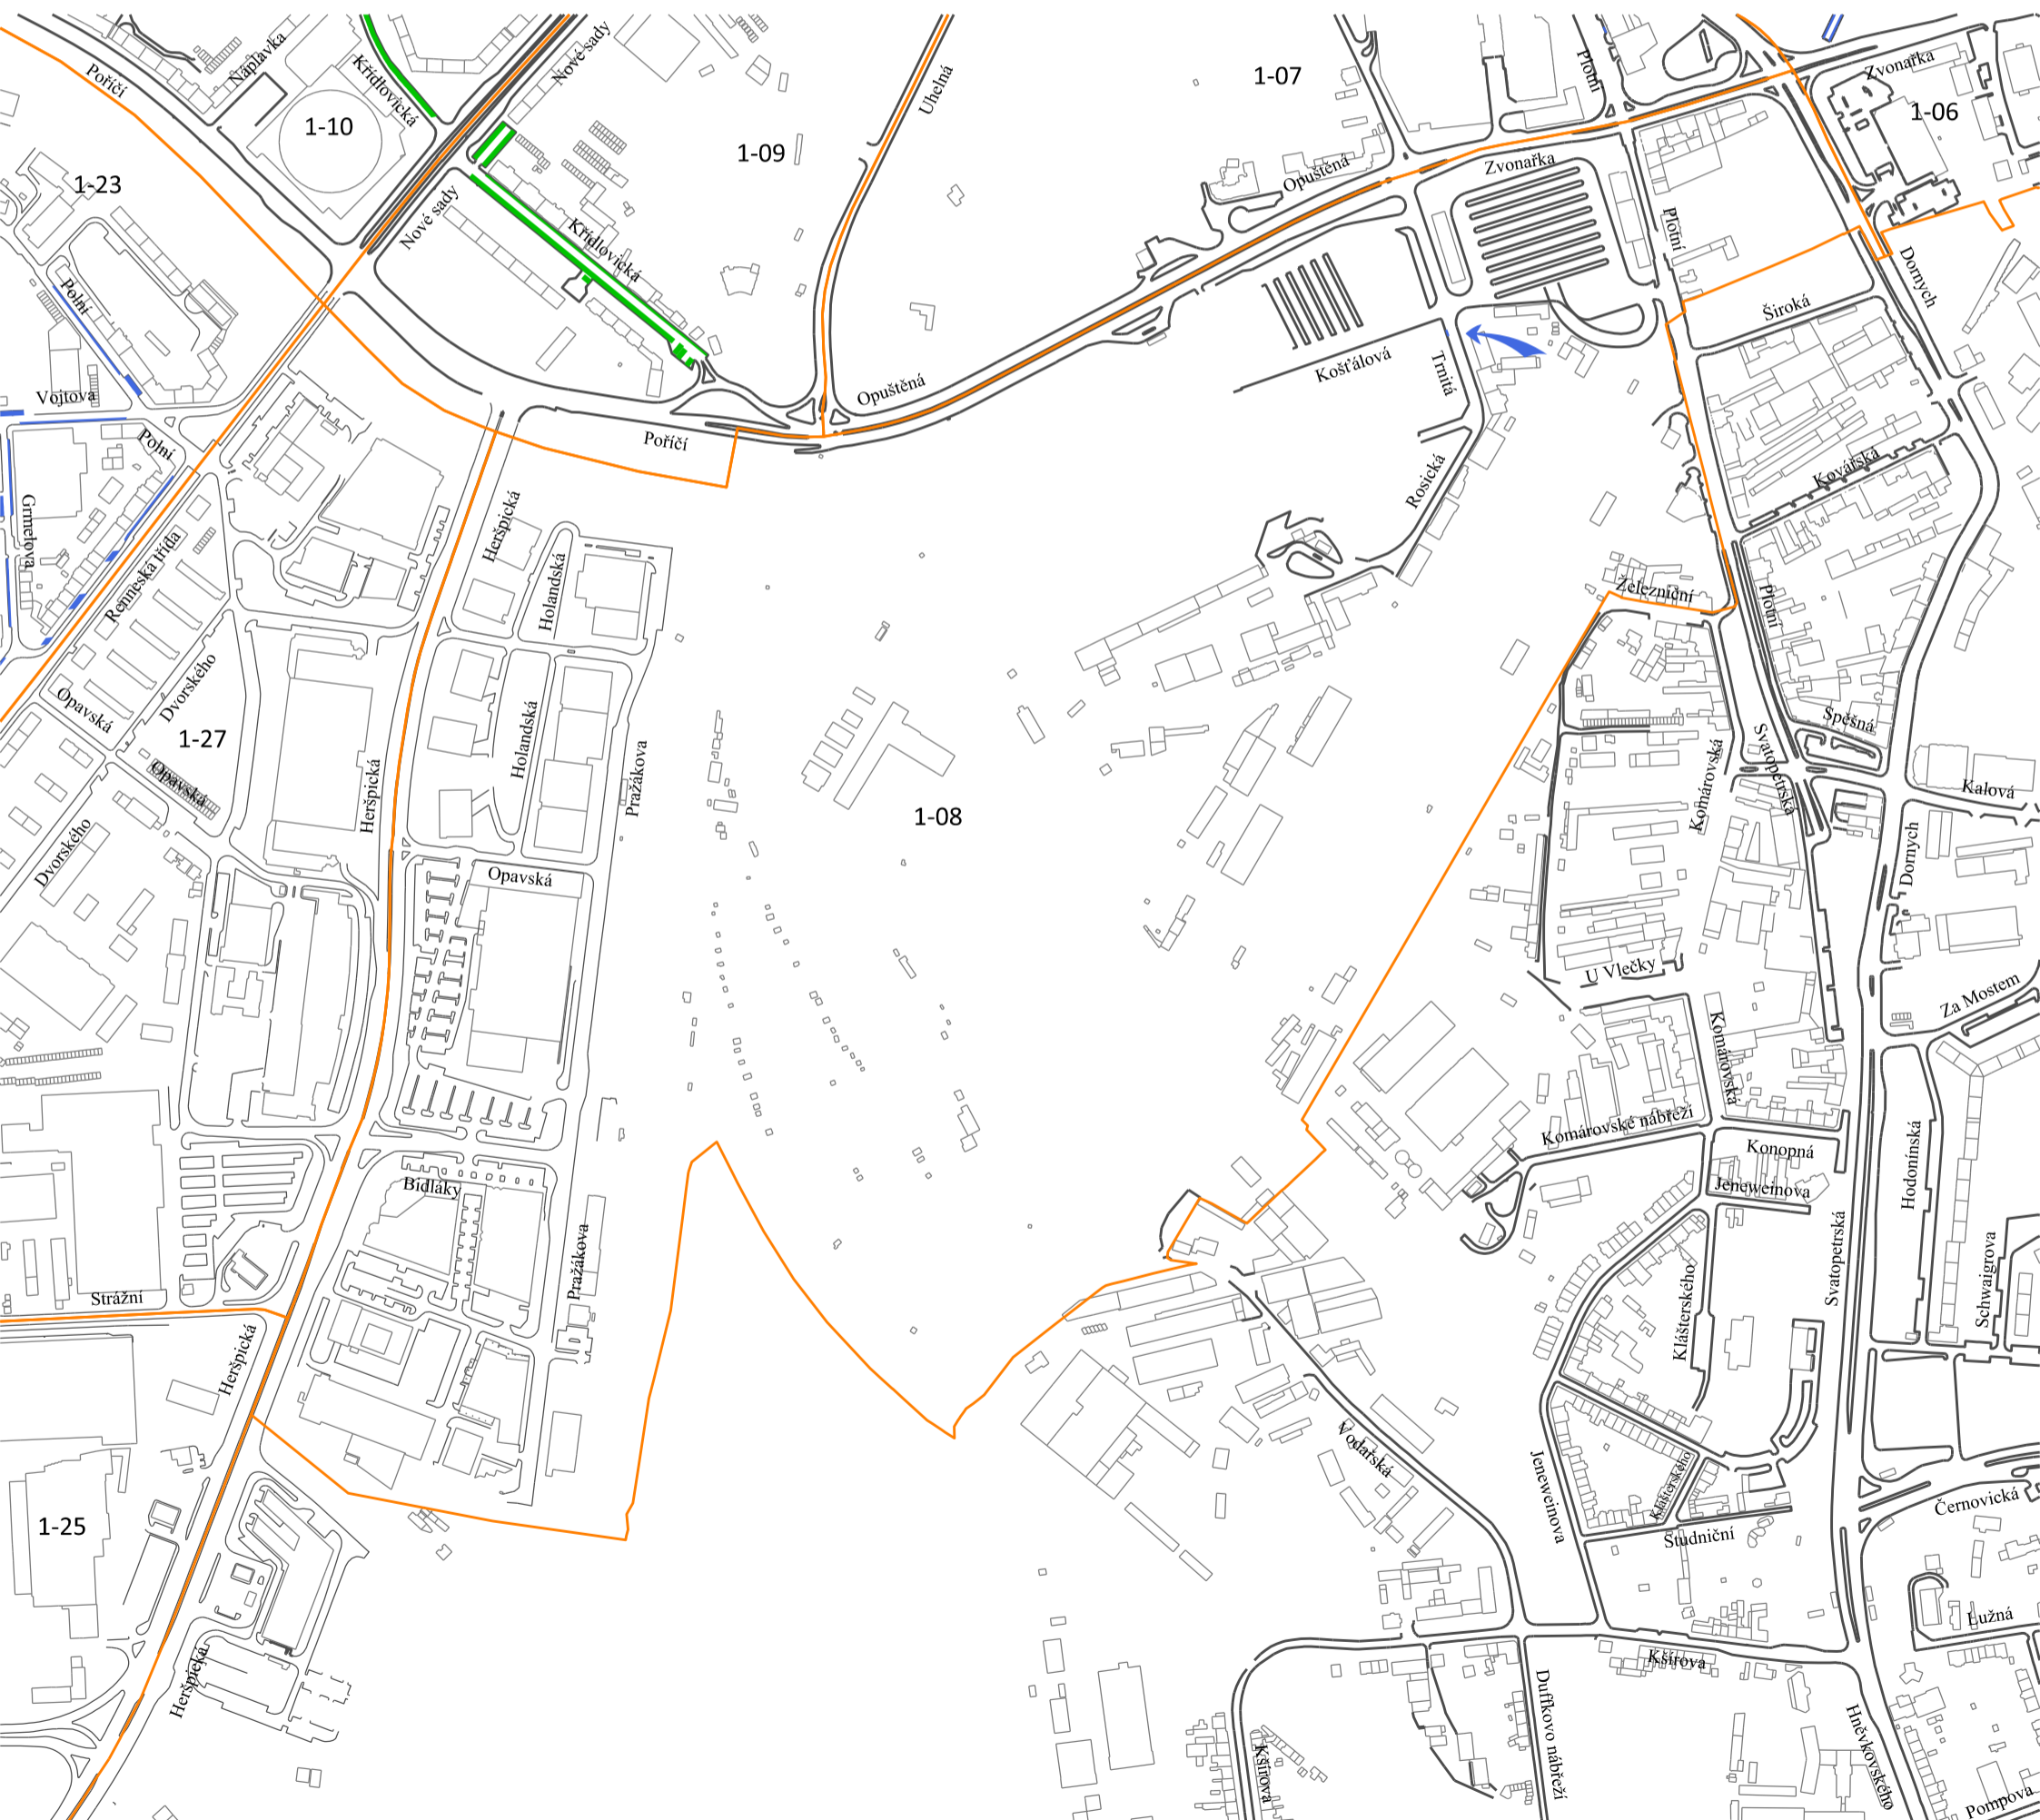 Nové sady
Náplavka
Poříčí
Křídlovická
Uhelná
1-07
Plotní
Zvonařka
1-06
1-10
1-09
1-23
Zvonařka
Opuštěná
Nové sady
Křídlovická
Plotní
Dornych
Polní
Široká
Košťálová
Trnitá
Vojtova
Opuštěná
Polní
Poříčí
Rosická
Kovářská
Grmelova
Heršpická
Renneská třída
Holandská
Železniční
Plotní
Dvorského
Opavská
1-27
Holandská
Pražákova
Heršpická
Opavská
Spěšná
Svatopetrská
Komárovská
Kalová
1-08
Dvorského
Dornych
Opavská
U Vlečky
Za Mostem
Komárovská
Komárovské nábřeží
Konopná
Hodonínská
Bidláky
Jeneweinova
Pražákova
Svatopetrská
Schwaigrova
Klášterského
Strážní
Heršpická
Vodařská
Jeneweinova
Klášterského
Černovická
1-25
Studniční
Lužná
Heršpická
Kšírova
Duffkovo nábřeží
Hněvkovského
Kšírova
Pompova